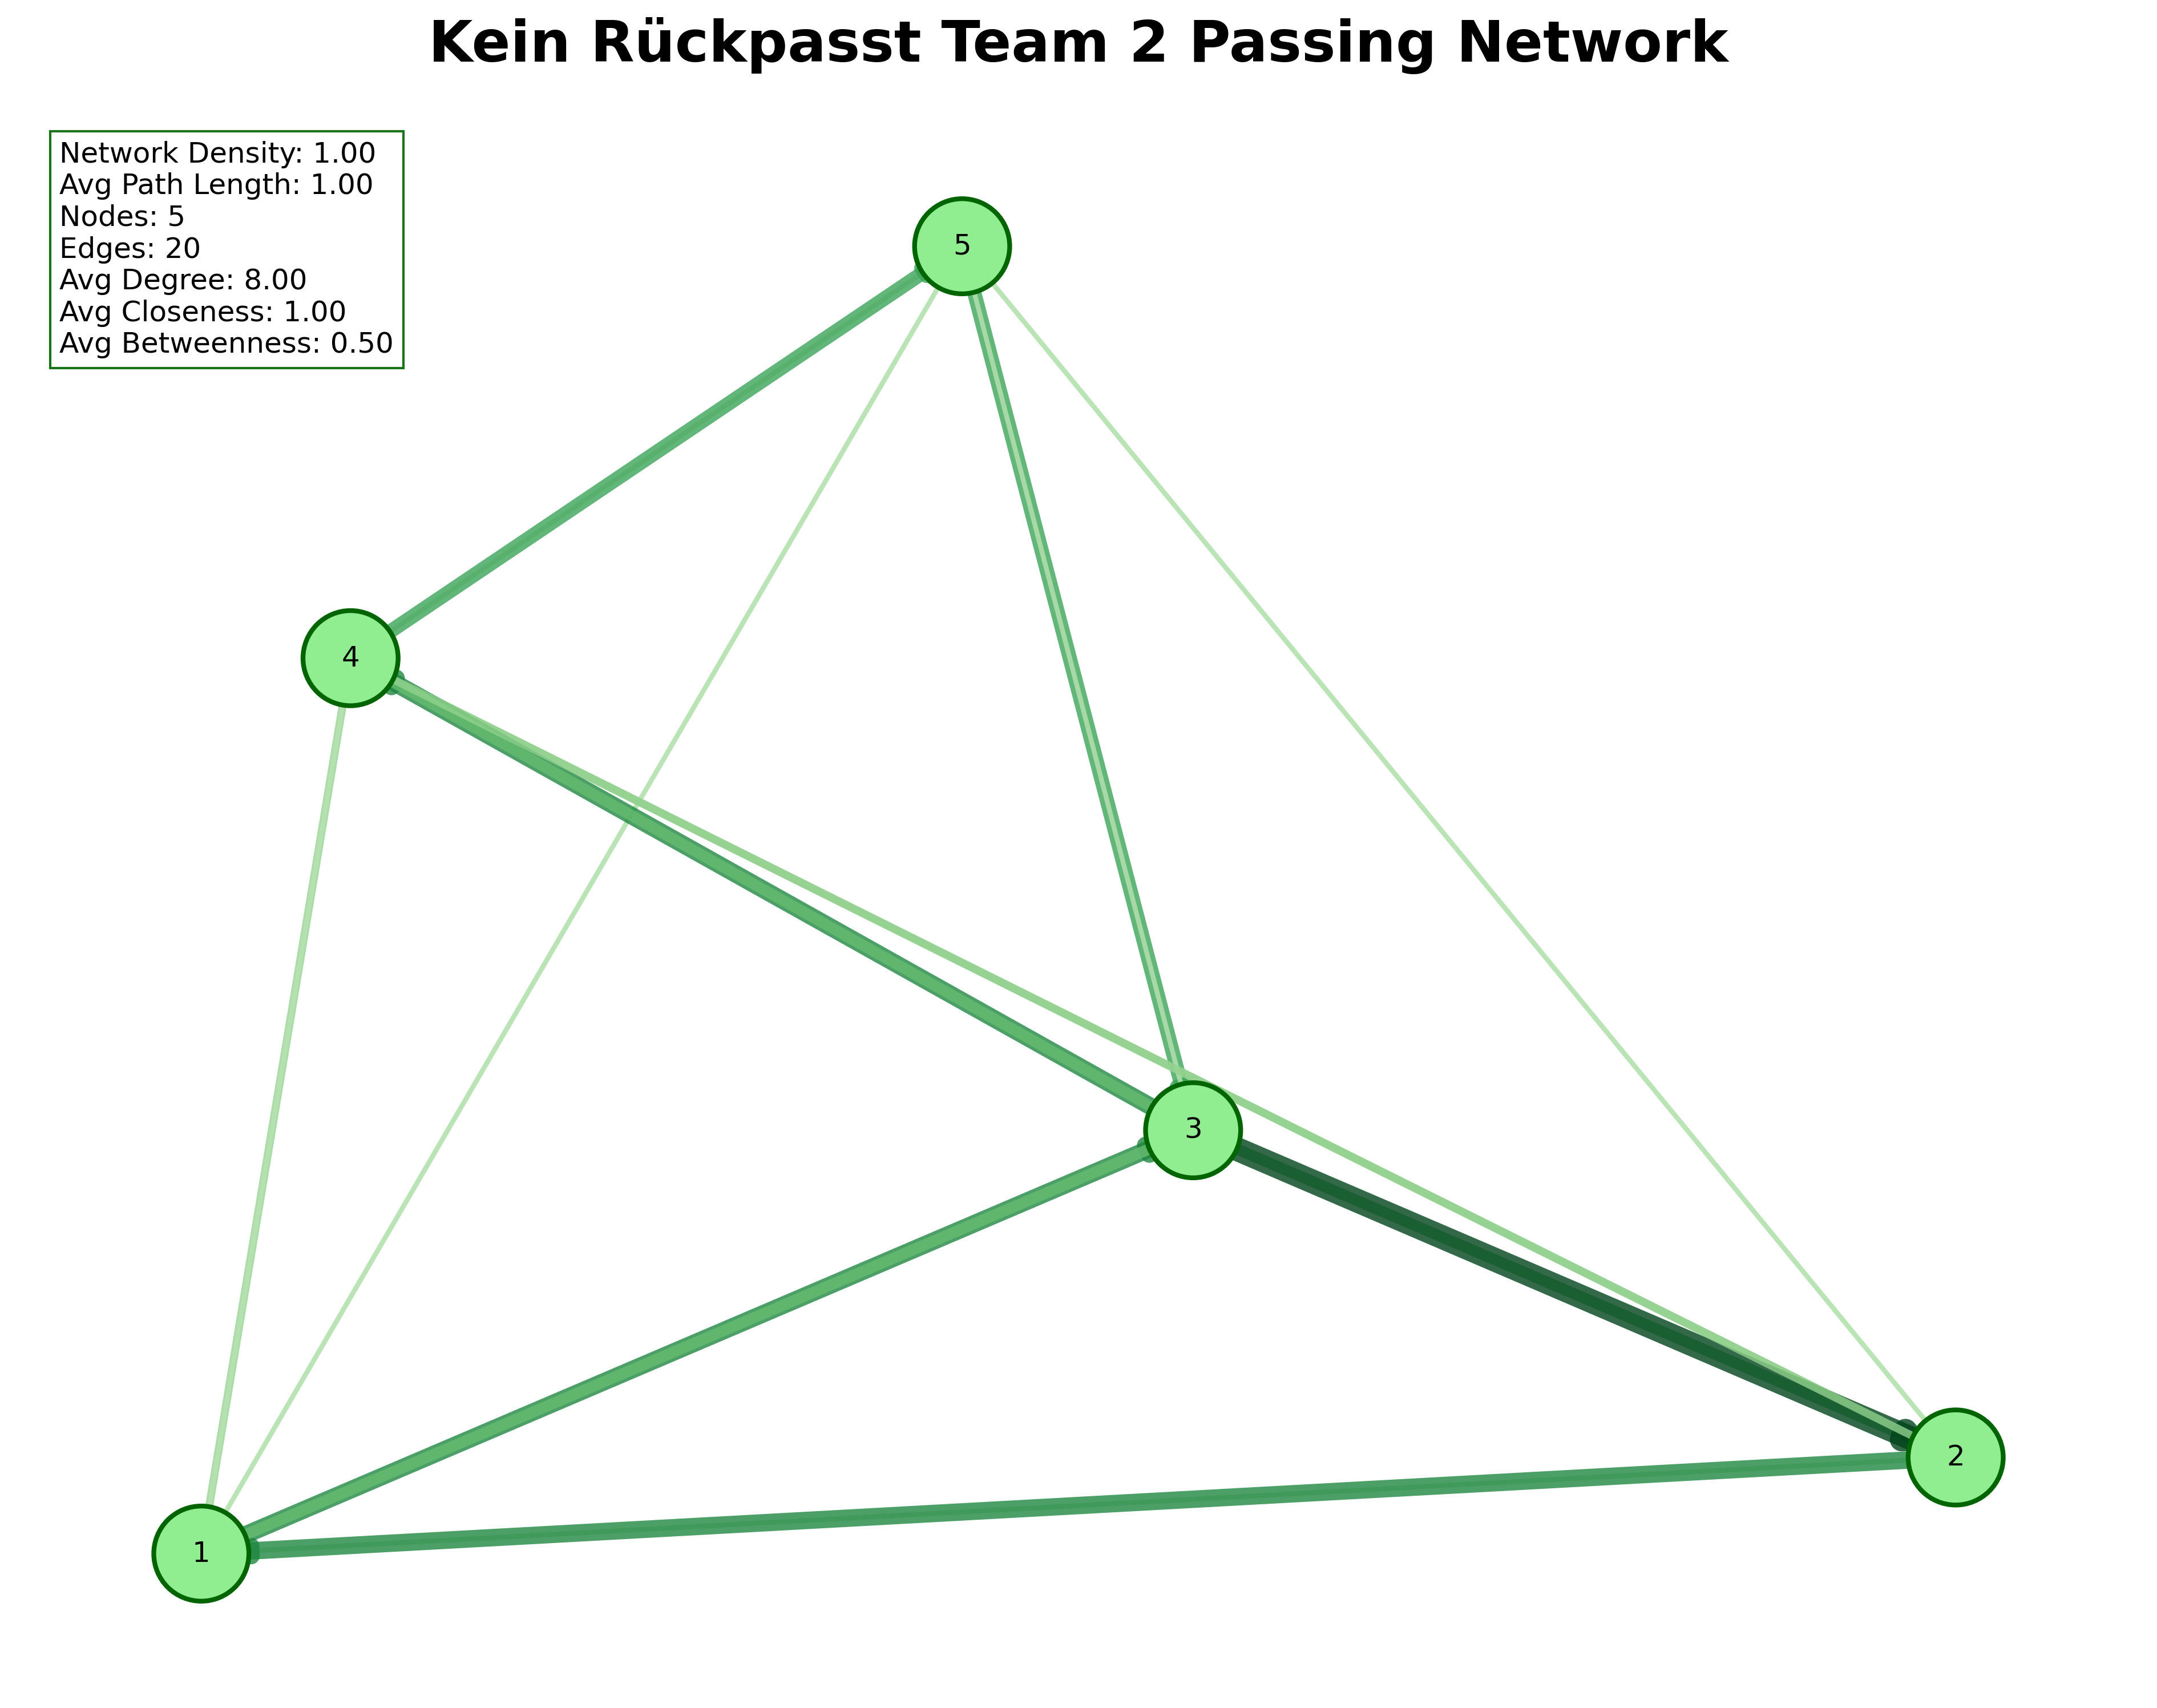 Kein Rückpasst Team 2 Passing Network
Network Density: 1.00
Avg Path Length: 1.00
Nodes: 5
Edges: 20
Avg Degree: 8.00
Avg Closeness: 1.00
Avg Betweenness: 0.50
5
4
3
2
1